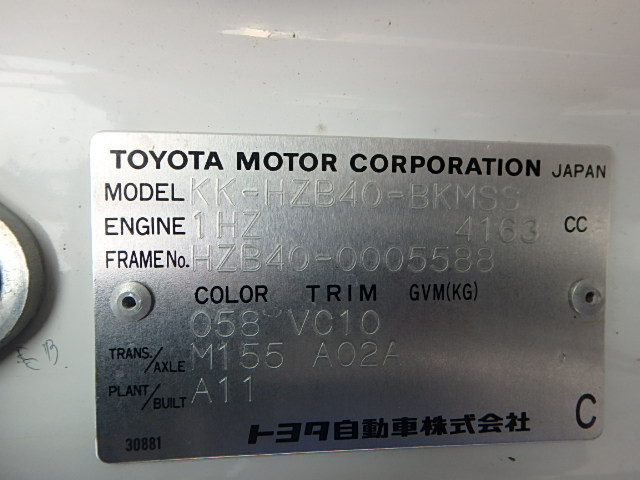 TOYOTA MOTOR CORPORATION JAPAN
MODEL KK-HZB40-BKMSS
ENGINE 1HZ 4163 CC
FRAME No. HZB40-0005588
COLOR TRIM GVM(KG)
058 VC10
TRANS./AXLE M155 A02A
PLANT/BUILT A11
30881 トヨタ自動車株式会社 C